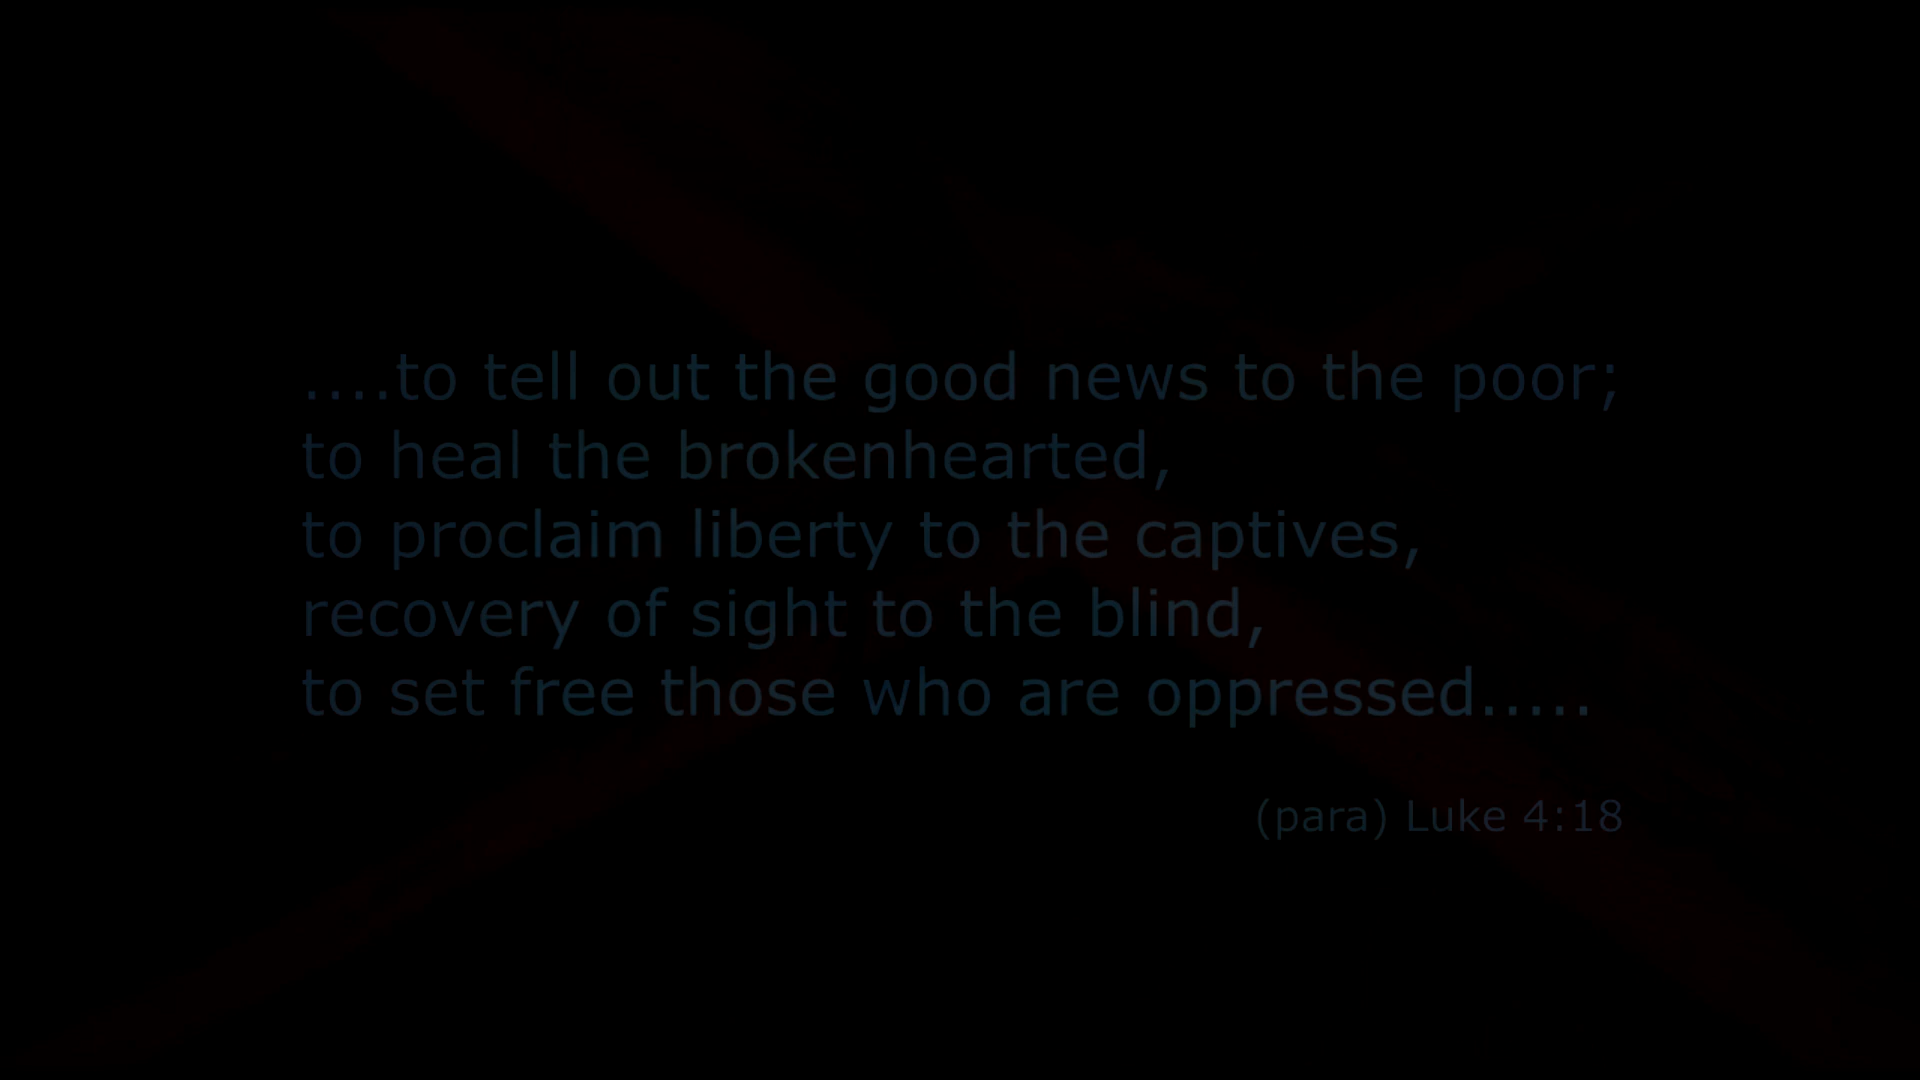 ....to tell out the good news to the poor;
to heal the brokenhearted,
to proclaim liberty to the captives,
recovery of sight to the blind,
to set free those who are oppressed.....
(para) Luke 4:18